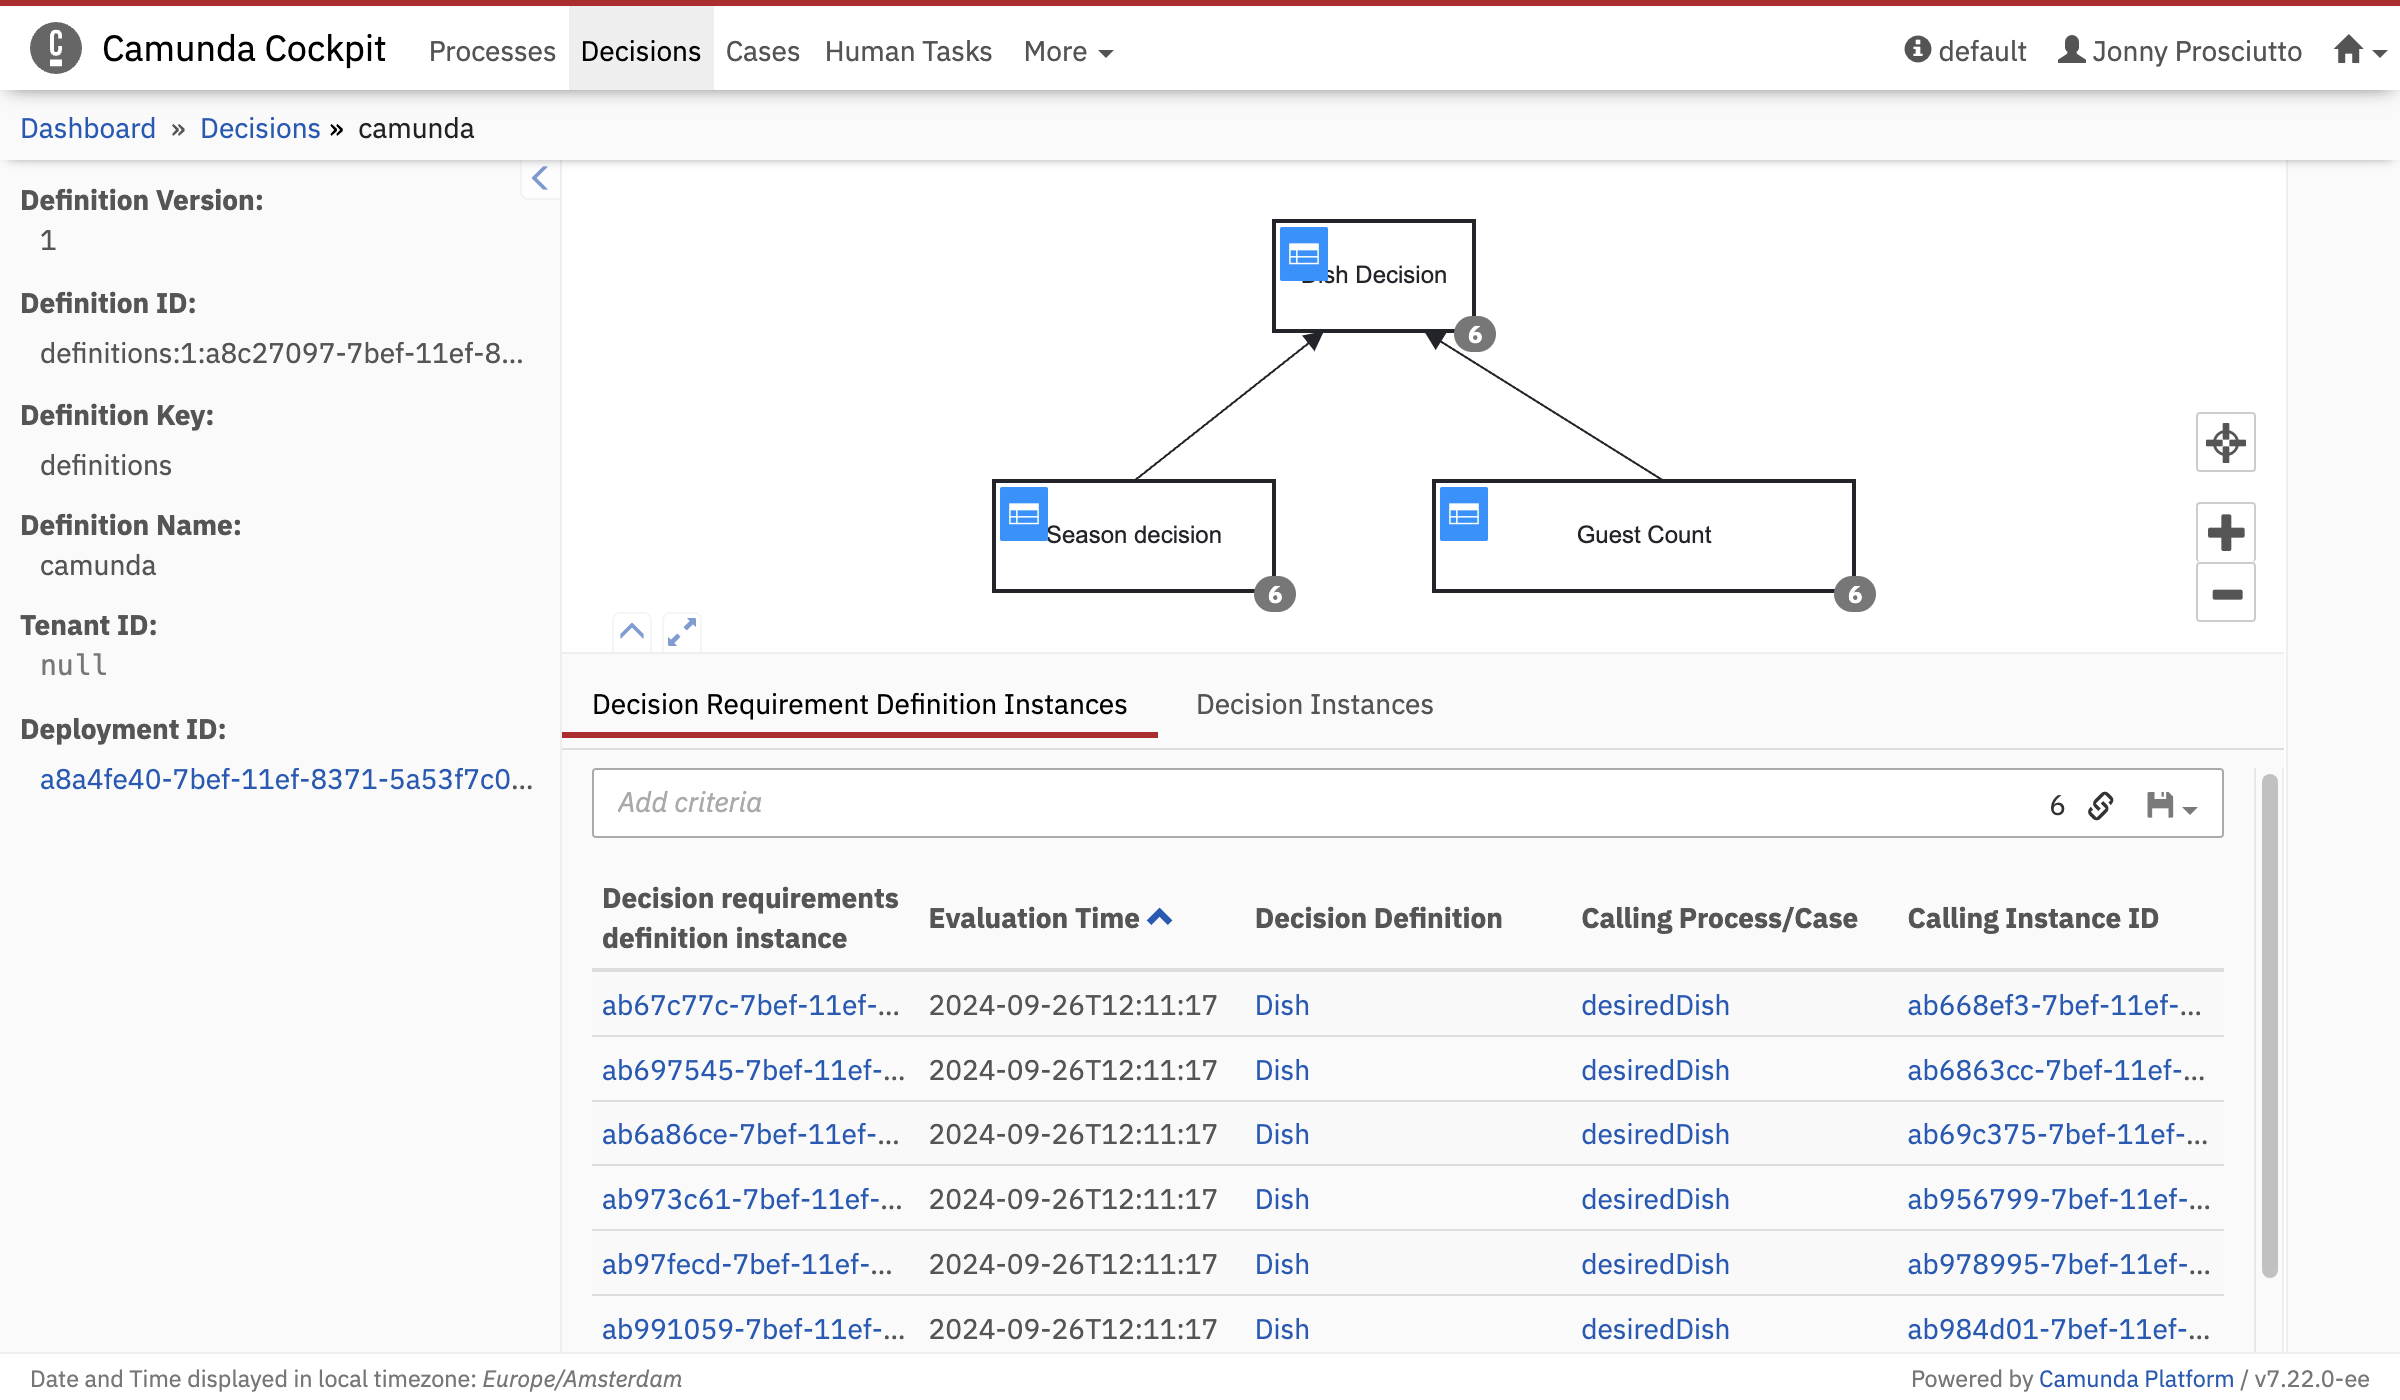 Camunda Cockpit Processes Decisions Cases Human Tasks More default Jonny Prosciutto
Dashboard » Decisions » camunda
Definition Version:
1
Definition ID:
definitions:1:a8c27097-7bef-11ef-8...
Definition Key:
definitions
Definition Name:
camunda
Tenant ID:
null
Deployment ID:
a8a4fe40-7bef-11ef-8371-5a53f7c0...
Decision
6
Season decision
6
Guest Count
6
Decision Requirement Definition Instances Decision Instances
Add criteria 6
Decision requirements definition instance Evaluation Time Decision Definition Calling Process/Case Calling Instance ID
ab67c77c-7bef-11ef-... 2024-09-26T12:11:17 Dish desiredDish ab668ef3-7bef-11ef-...
ab697545-7bef-11ef-... 2024-09-26T12:11:17 Dish desiredDish ab6863cc-7bef-11ef-...
ab6a86ce-7bef-11ef-... 2024-09-26T12:11:17 Dish desiredDish ab69c375-7bef-11ef-...
ab973c61-7bef-11ef-... 2024-09-26T12:11:17 Dish desiredDish ab956799-7bef-11ef-...
ab97fecd-7bef-11ef-... 2024-09-26T12:11:17 Dish desiredDish ab978995-7bef-11ef-...
ab991059-7bef-11ef-... 2024-09-26T12:11:17 Dish desiredDish ab984d01-7bef-11ef-...
Date and Time displayed in local timezone: Europe/Amsterdam Powered by Camunda Platform / v7.22.0-ee